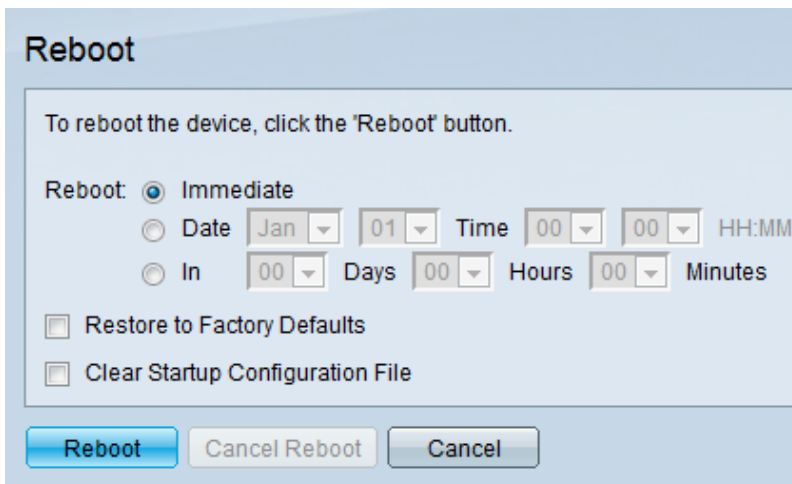 Reboot
To reboot the device, click the 'Reboot' button.
Reboot: Immediate
Date Jan 01 Time 00 00 HH:MM
In 00 Days 00 Hours 00 Minutes
Restore to Factory Defaults
Clear Startup Configuration File
Reboot Cancel Reboot Cancel